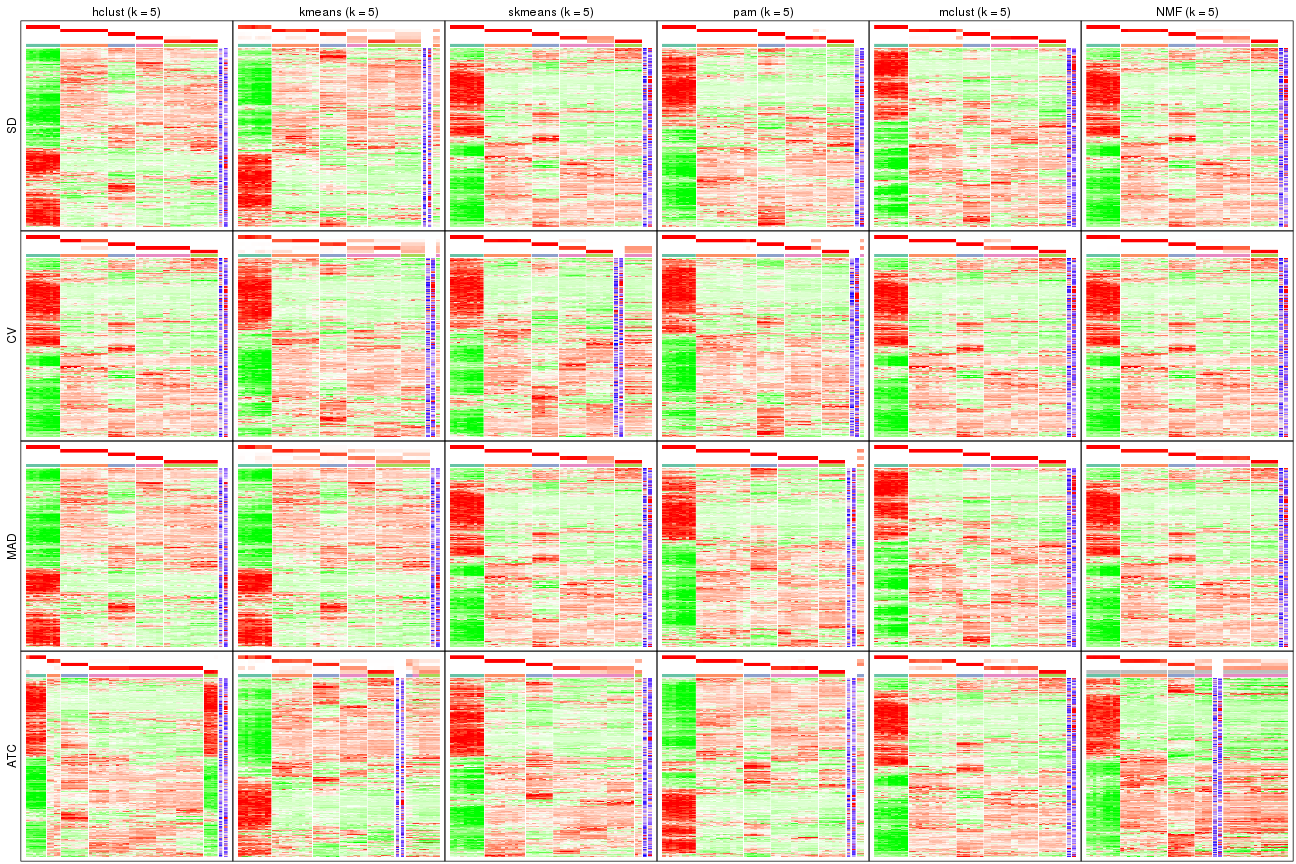 hclust (k = 5)
kmeans (k = 5)
skmeans (k = 5)
pam (k = 5)
mclust (k = 5)
NMF (k = 5)
SD
CV
MAD
ATC